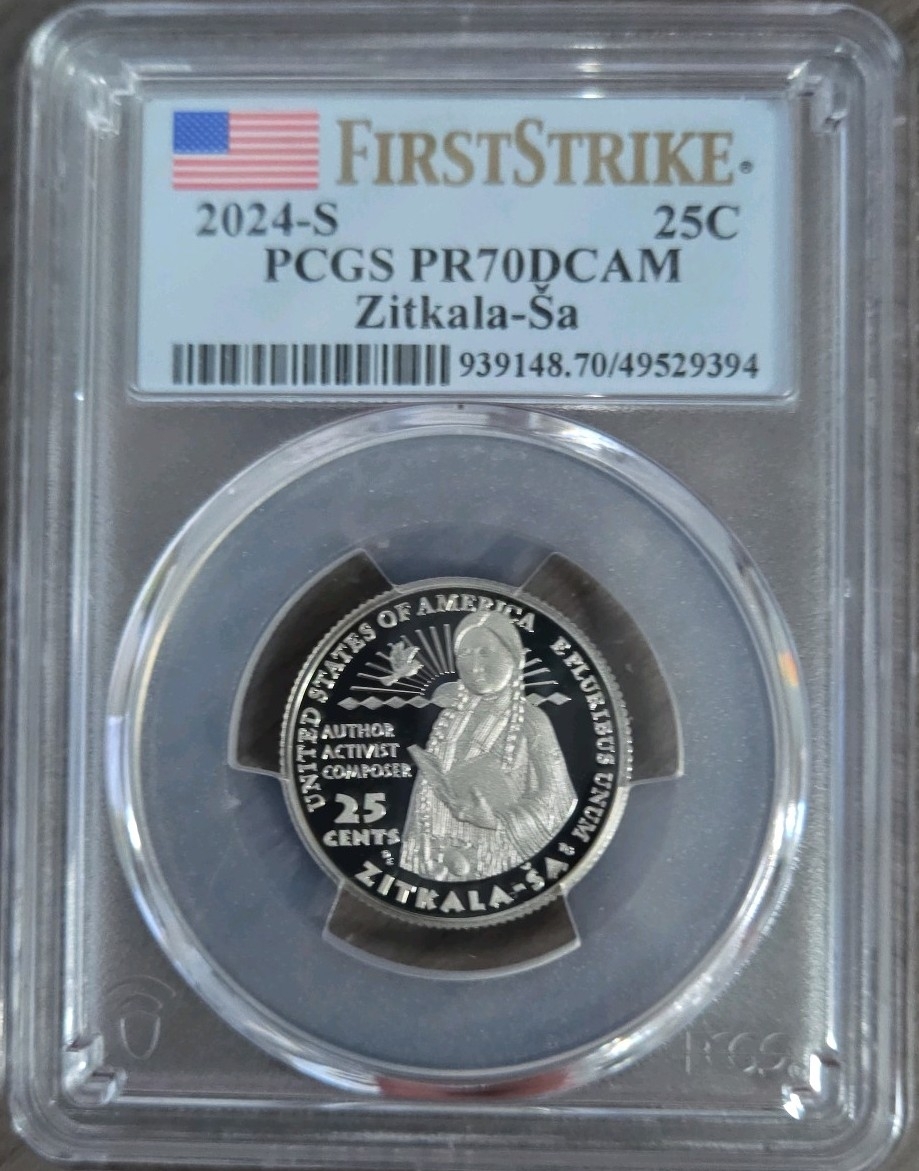 FIRSTSTRIKE®
2024-S 25C
PCGS PR70DCAM
Zitkala-Ša
939148.70/49529394
UNITED STATES OF AMERICA
E PLURIBUS UNUM
AUTHOR
ACTIVIST
COMPOSER
25
CENTS
ZITKALA-ŠA
PCGS